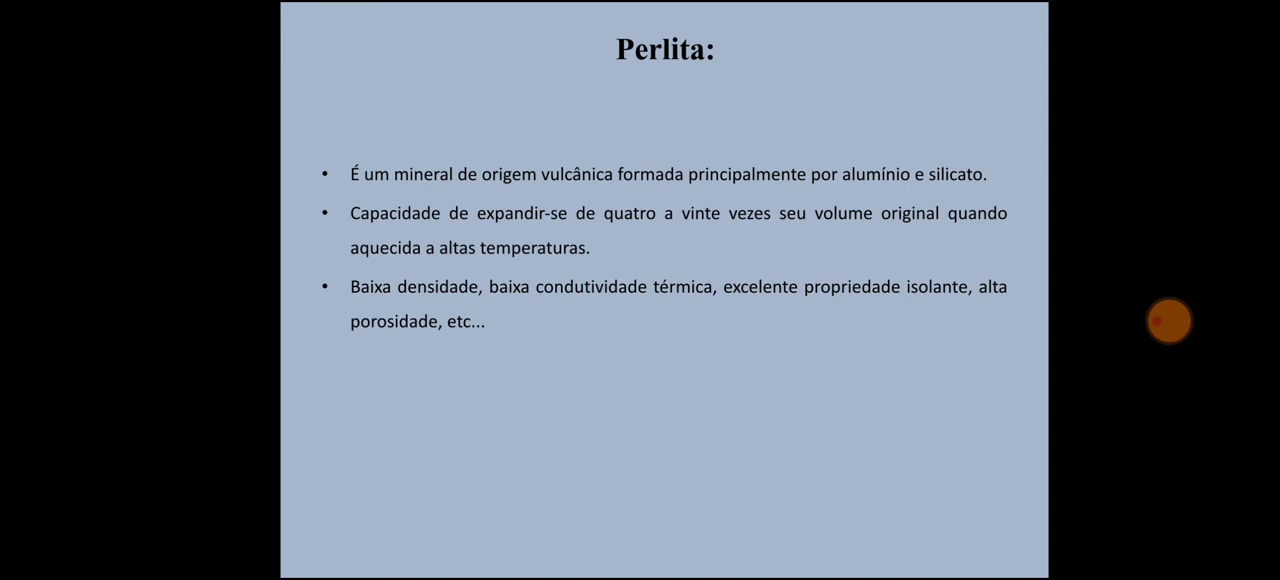 Perlita:
• É um mineral de origem vulcânica formada principalmente por alumínio e silicato.
• Capacidade de expandir-se de quatro a vinte vezes seu volume original quando
aquecida a altas temperaturas.
• Baixa densidade, baixa condutividade térmica, excelente propriedade isolante, alta
porosidade, etc...